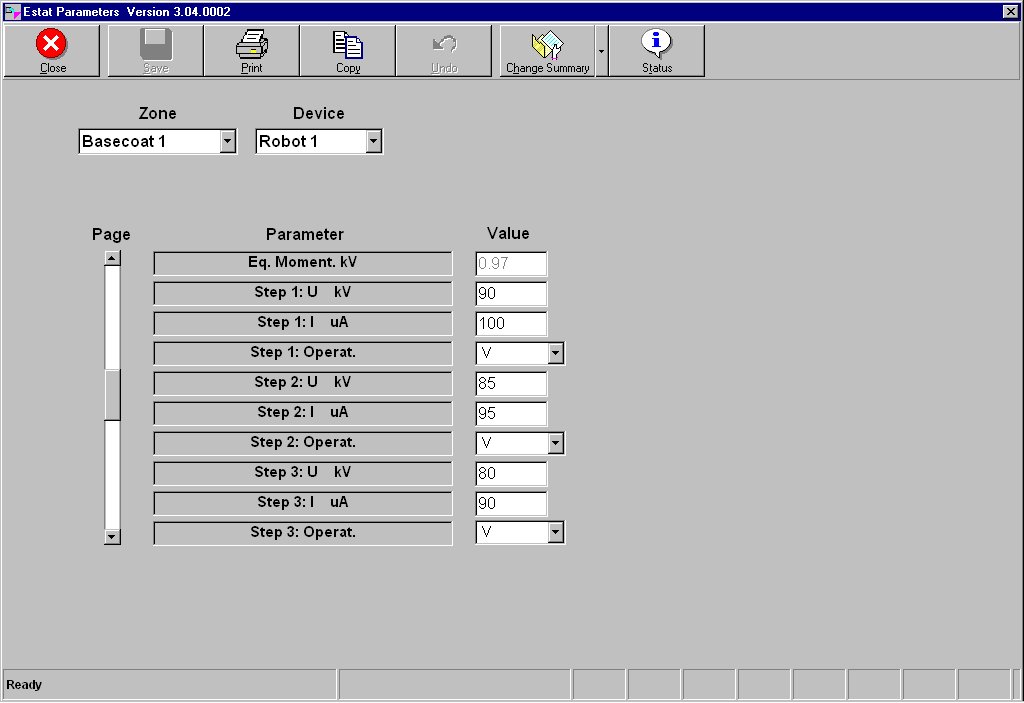 Estat Parameters Version 3.04.0002
Close Save Print Copy Undo Change Summary Status
Zone Device
Basecoat 1 Robot 1
Page Parameter Value
Eq. Moment. kV 0.97
Step 1: U kV 90
Step 1: I uA 100
Step 1: Operat. V
Step 2: U kV 85
Step 2: I uA 95
Step 2: Operat. V
Step 3: U kV 80
Step 3: I uA 90
Step 3: Operat. V
Ready